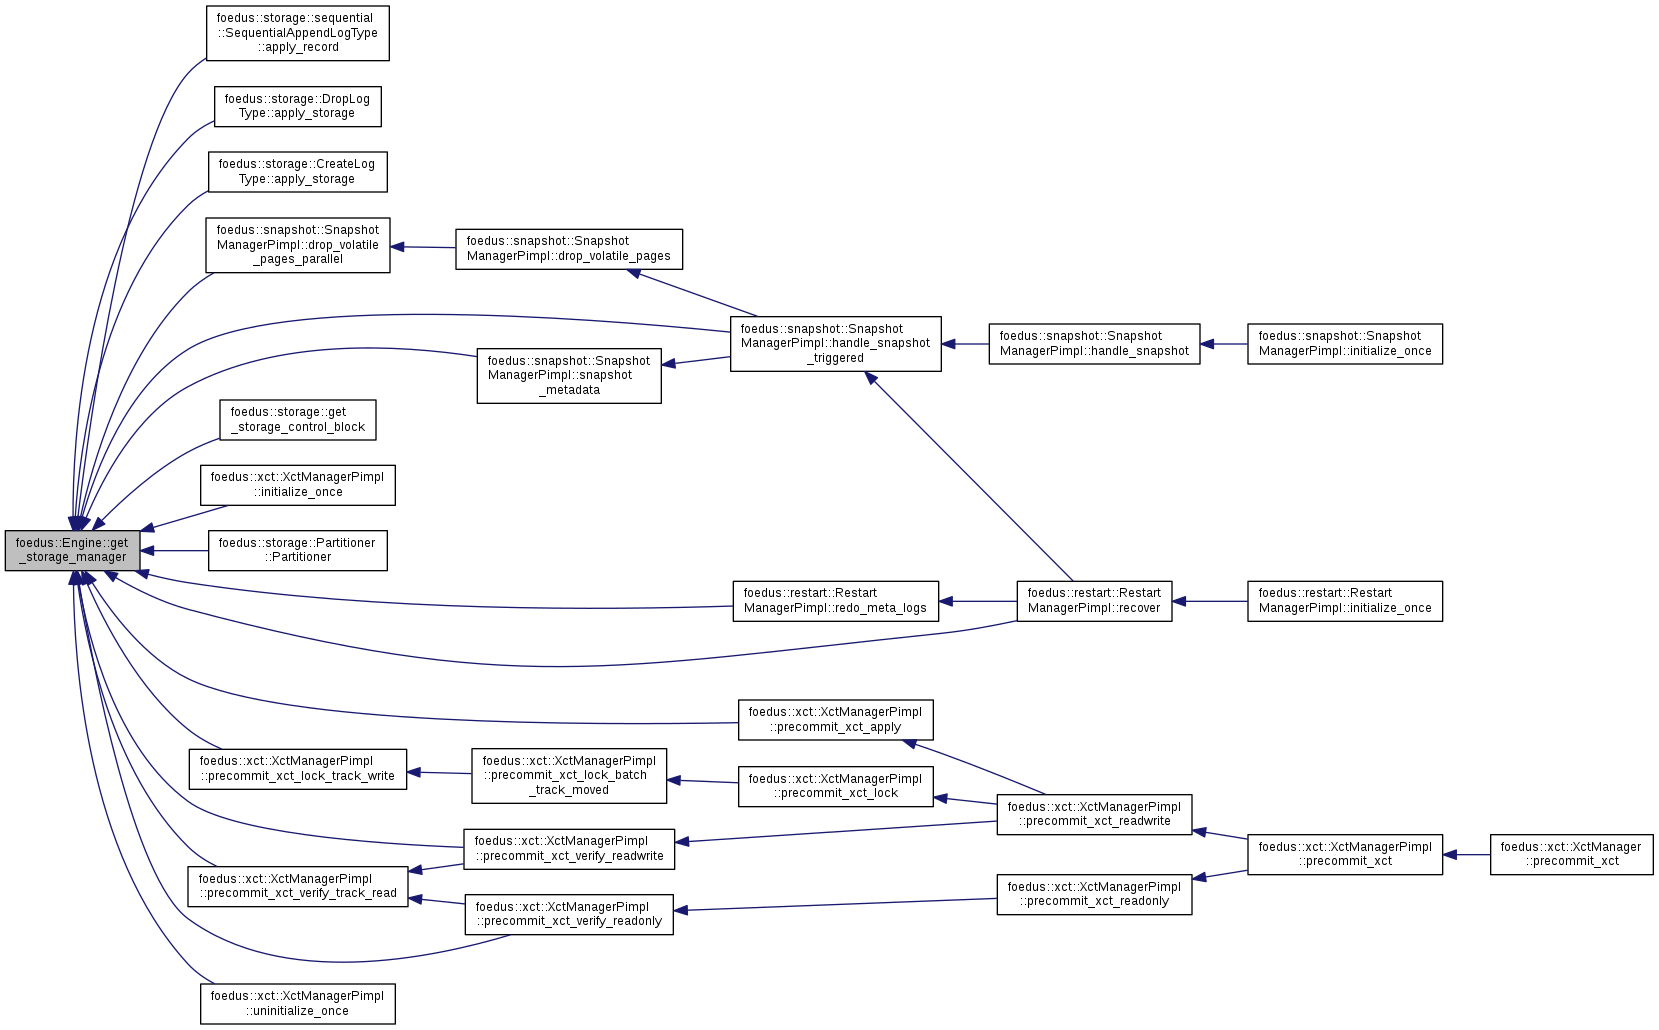 foedus::storage::sequential
::SequentialAppendLogType
::apply_record
foedus::storage::DropLog
Type::apply_storage
foedus::storage::CreateLog
Type::apply_storage
foedus::snapshot::Snapshot
ManagerPimpl::drop_volatile
_pages_parallel
foedus::snapshot::Snapshot
ManagerPimpl::drop_volatile_pages
foedus::snapshot::Snapshot
ManagerPimpl::handle_snapshot
_triggered
foedus::snapshot::Snapshot
ManagerPimpl::handle_snapshot
foedus::snapshot::Snapshot
ManagerPimpl::initialize_once
foedus::snapshot::Snapshot
ManagerPimpl::snapshot
_metadata
foedus::storage::get
_storage_control_block
foedus::xct::XctManagerPimpl
::initialize_once
foedus::Engine::get
_storage_manager
foedus::storage::Partitioner
::Partitioner
foedus::restart::Restart
ManagerPimpl::redo_meta_logs
foedus::restart::Restart
ManagerPimpl::recover
foedus::restart::Restart
ManagerPimpl::initialize_once
foedus::xct::XctManagerPimpl
::precommit_xct_apply
foedus::xct::XctManagerPimpl
::precommit_xct_lock_track_write
foedus::xct::XctManagerPimpl
::precommit_xct_lock_batch
_track_moved
foedus::xct::XctManagerPimpl
::precommit_xct_lock
foedus::xct::XctManagerPimpl
::precommit_xct_readwrite
foedus::xct::XctManagerPimpl
::precommit_xct_verify_readwrite
foedus::xct::XctManagerPimpl
::precommit_xct
foedus::xct::XctManager
::precommit_xct
foedus::xct::XctManagerPimpl
::precommit_xct_verify_track_read
foedus::xct::XctManagerPimpl
::precommit_xct_verify_readonly
foedus::xct::XctManagerPimpl
::precommit_xct_readonly
foedus::xct::XctManagerPimpl
::uninitialize_once